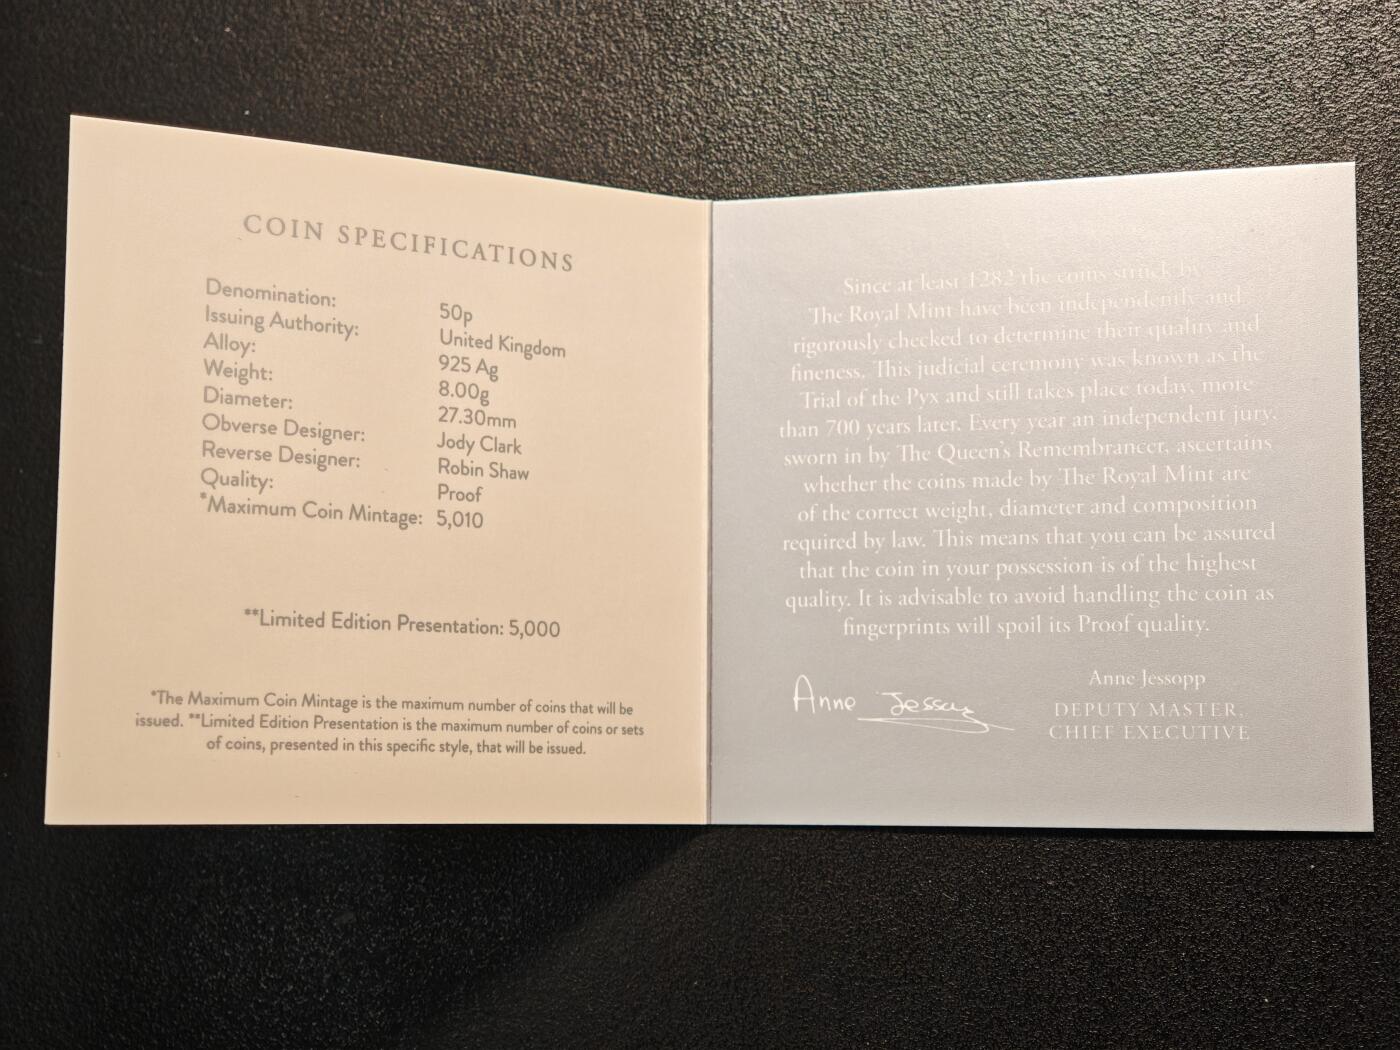 COIN SPECIFICATIONS
Denomination: 50p
Issuing Authority: United Kingdom
Alloy: 925 Ag
Weight: 8.00g
Diameter: 27.30mm
Obverse Designer: Jody Clark
Reverse Designer: Robin Shaw
Quality: Proof
*Maximum Coin Mintage: 5,010
**Limited Edition Presentation: 5,000
*The Maximum Coin Mintage is the maximum number of coins that will be
issued. **Limited Edition Presentation is the maximum number of coins or sets
of coins, presented in this specific style, that will be issued.
Since at least 1282 the coins struck by
The Royal Mint have been independently and
rigorously checked to determine their quality and
fineness. This judicial ceremony was known as the
Trial of the Pyx and still takes place today, more
than 700 years later. Every year an independent jury,
sworn in by The Queen's Remembrancer, ascertains
whether the coins made by The Royal Mint are
of the correct weight, diameter and composition
required by law. This means that you can be assured
that the coin in your possession is of the highest
quality. It is advisable to avoid handling the coin as
fingerprints will spoil its Proof quality.
Anne Jessopp
Anne Jessopp
DEPUTY MASTER,
CHIEF EXECUTIVE